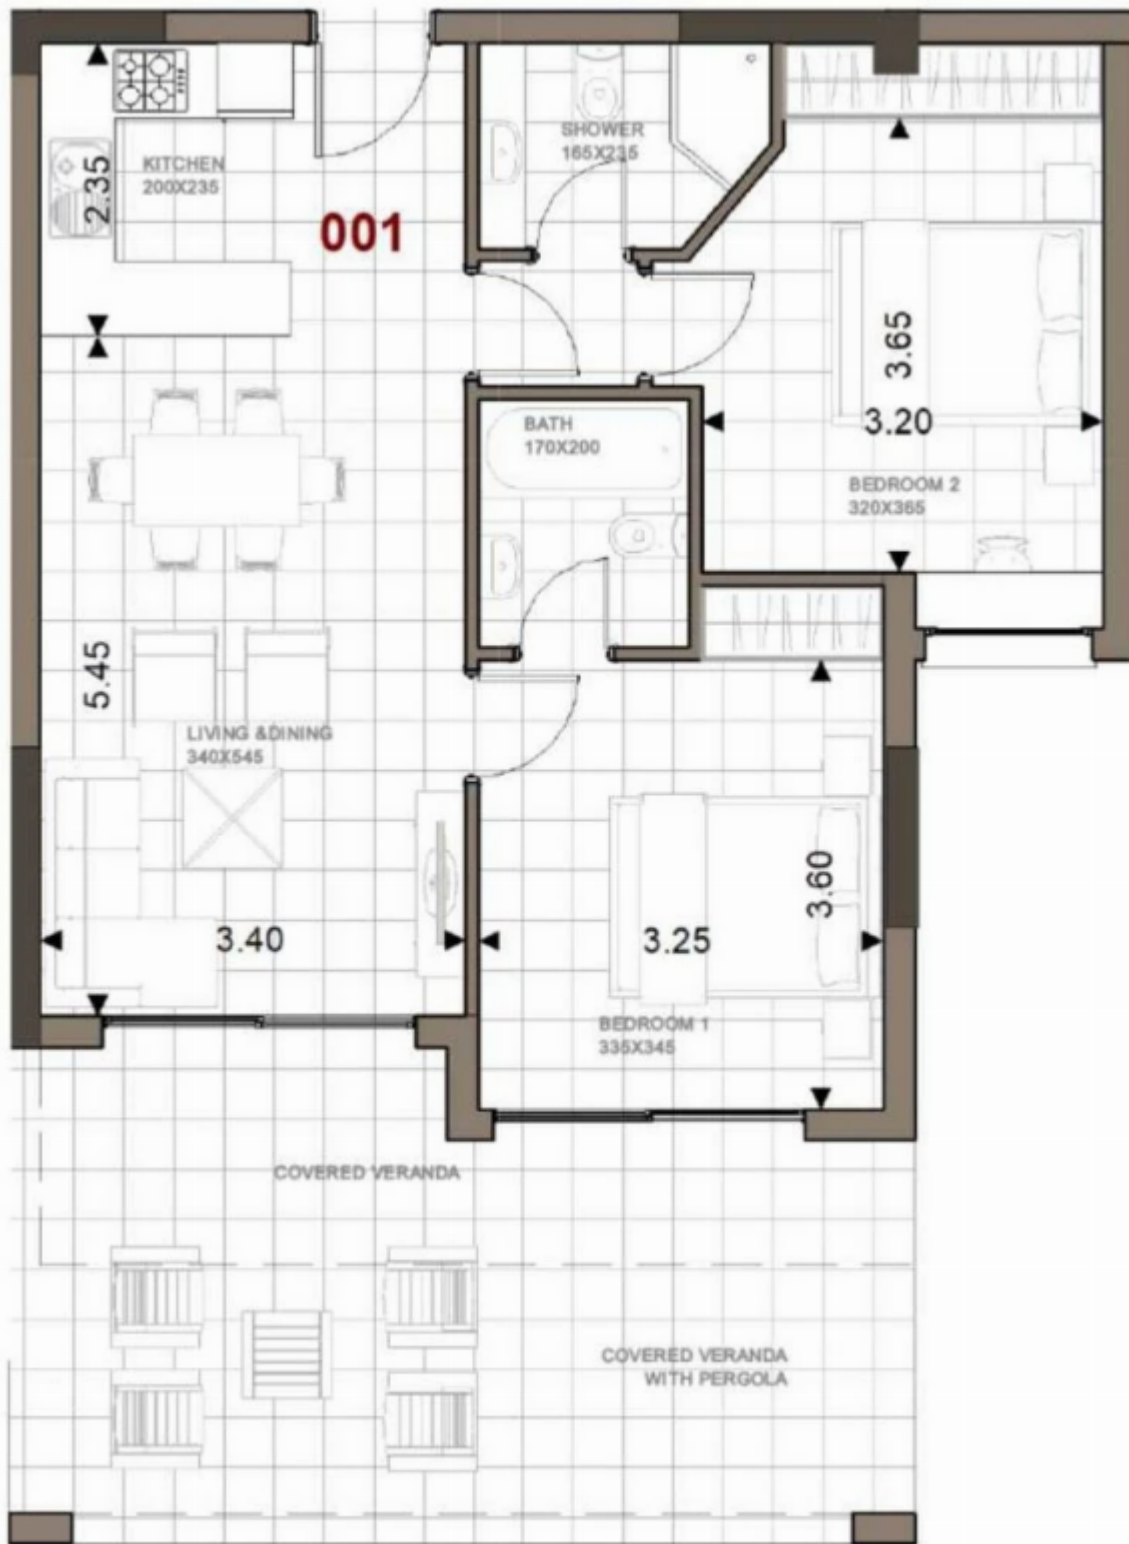 SHOWER
165X235
KITCHEN
200X235
2.35
001
3.65
3.20
BATH
170X200
BEDROOM 2
320X365
5.45
LIVING &DINING
340X545
3.60
3.40
3.25
BEDROOM 1
335X345
COVERED VERANDA
COVERED VERANDA
WITH PERGOLA